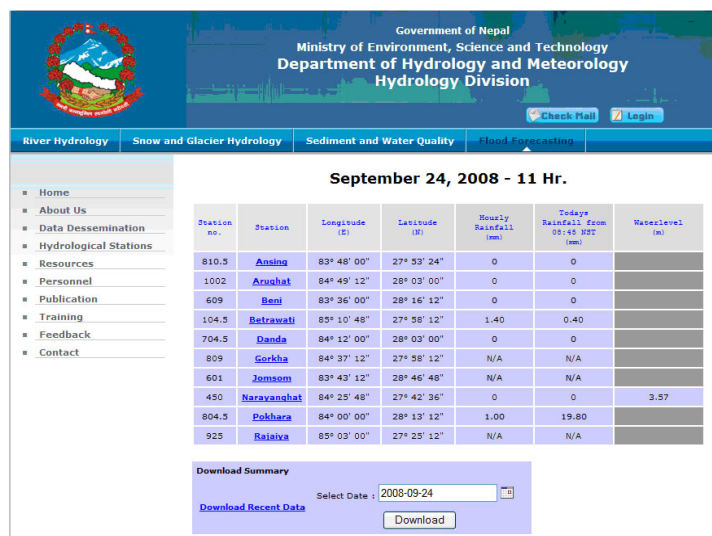 Government of Nepal
Ministry of Environment, Science and Technology
Department of Hydrology and Meteorology
Hydrology Division
Check Mail Login
River Hydrology Snow and Glacier Hydrology Sediment and Water Quality Flood Forecasting
September 24, 2008 - 11 Hr.
Home
About Us
Data Dessemination
Hydrological Stations
Resources
Personnel
Publication
Training
Feedback
Contact
Station no. Station Longitude (E) Latitude (N) Hourly Rainfall (mm) Todays Rainfall from 08:45 NST (mm) Waterlevel (m)
810.5 Ansing 83° 48' 00" 27° 53' 24" 0 0
1002 Arughat 84° 49' 12" 28° 03' 00" 0 0
609 Beni 83° 36' 00" 28° 16' 12" 0 0
104.5 Betrawati 85° 10' 48" 27° 58' 12" 1.40 0.40
704.5 Danda 84° 12' 00" 28° 03' 00" 0 0
809 Gorkha 84° 37' 12" 27° 58' 12" N/A N/A
601 Jomsom 83° 43' 12" 28° 46' 48" N/A N/A
450 Narayanghat 84° 25' 48" 27° 42' 36" 0 0 3.57
804.5 Pokhara 84° 00' 00" 28° 13' 12" 1.00 19.80
925 Rajaiya 85° 03' 00" 27° 25' 12" N/A N/A
Download Summary
Select Date : 2008-09-24
Download Recent Data
Download